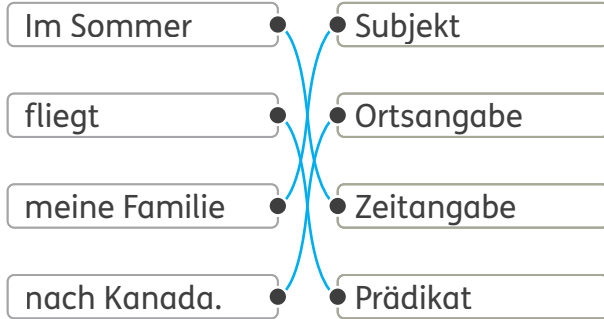 Im Sommer
Subjekt
fliegt
Ortsangabe
meine Familie
Zeitangabe
nach Kanada.
Prädikat